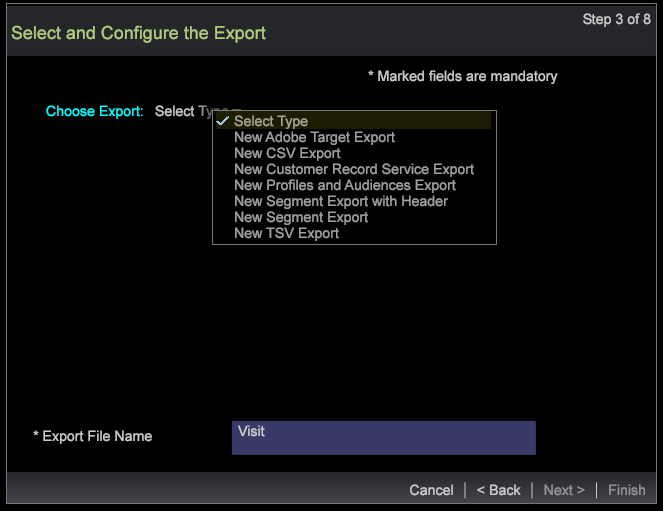 Step 3 of 8
Select and Configure the Export
* Marked fields are mandatory
Choose Export: Select Type
Select Type
New Adobe Target Export
New CSV Export
New Customer Record Service Export
New Profiles and Audiences Export
New Segment Export with Header
New Segment Export
New TSV Export
* Export File Name Visit
Cancel | < Back | Next > | Finish